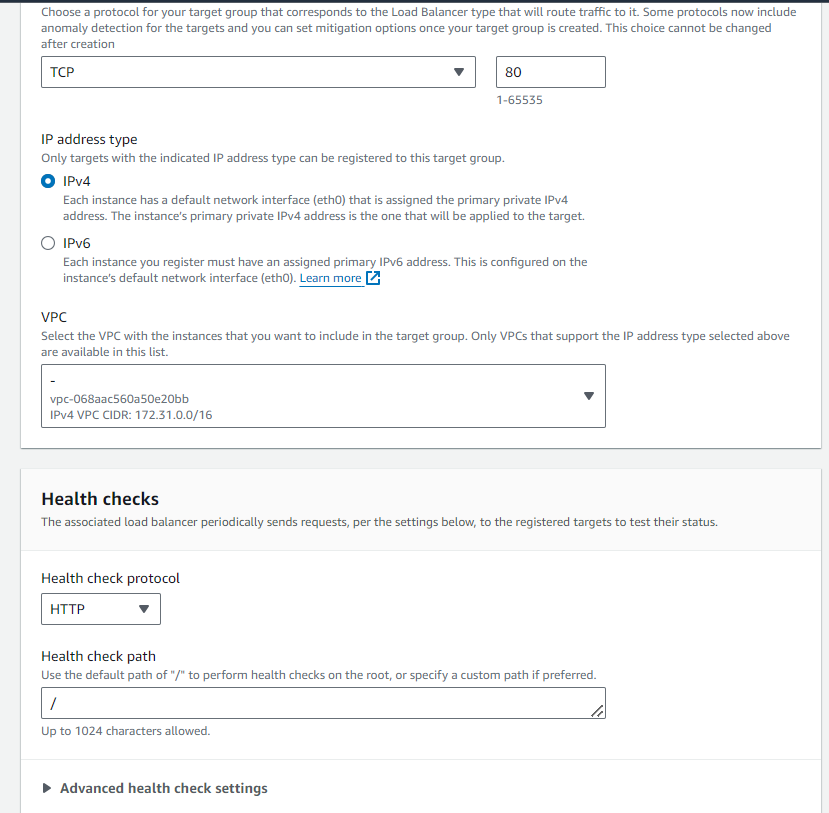 Choose a protocol for your target group that corresponds to the Load Balancer type that will route traffic to it. Some protocols now include
anomaly detection for the targets and you can set mitigation options once your target group is created. This choice cannot be changed
after creation
TCP
80
1-65535
IP address type
Only targets with the indicated IP address type can be registered to this target group.
IPv4
Each instance has a default network interface (eth0) that is assigned the primary private IPv4
address. The instance's primary private IPv4 address is the one that will be applied to the target.
IPv6
Each instance you register must have an assigned primary IPv6 address. This is configured on the
instance's default network interface (eth0). Learn more
VPC
Select the VPC with the instances that you want to include in the target group. Only VPCs that support the IP address type selected above
are available in this list.
-
vpc-068aac560a50e20bb
IPv4 VPC CIDR: 172.31.0.0/16
Health checks
The associated load balancer periodically sends requests, per the settings below, to the registered targets to test their status.
Health check protocol
HTTP
Health check path
Use the default path of "/" to perform health checks on the root, or specify a custom path if preferred.
/
Up to 1024 characters allowed.
Advanced health check settings